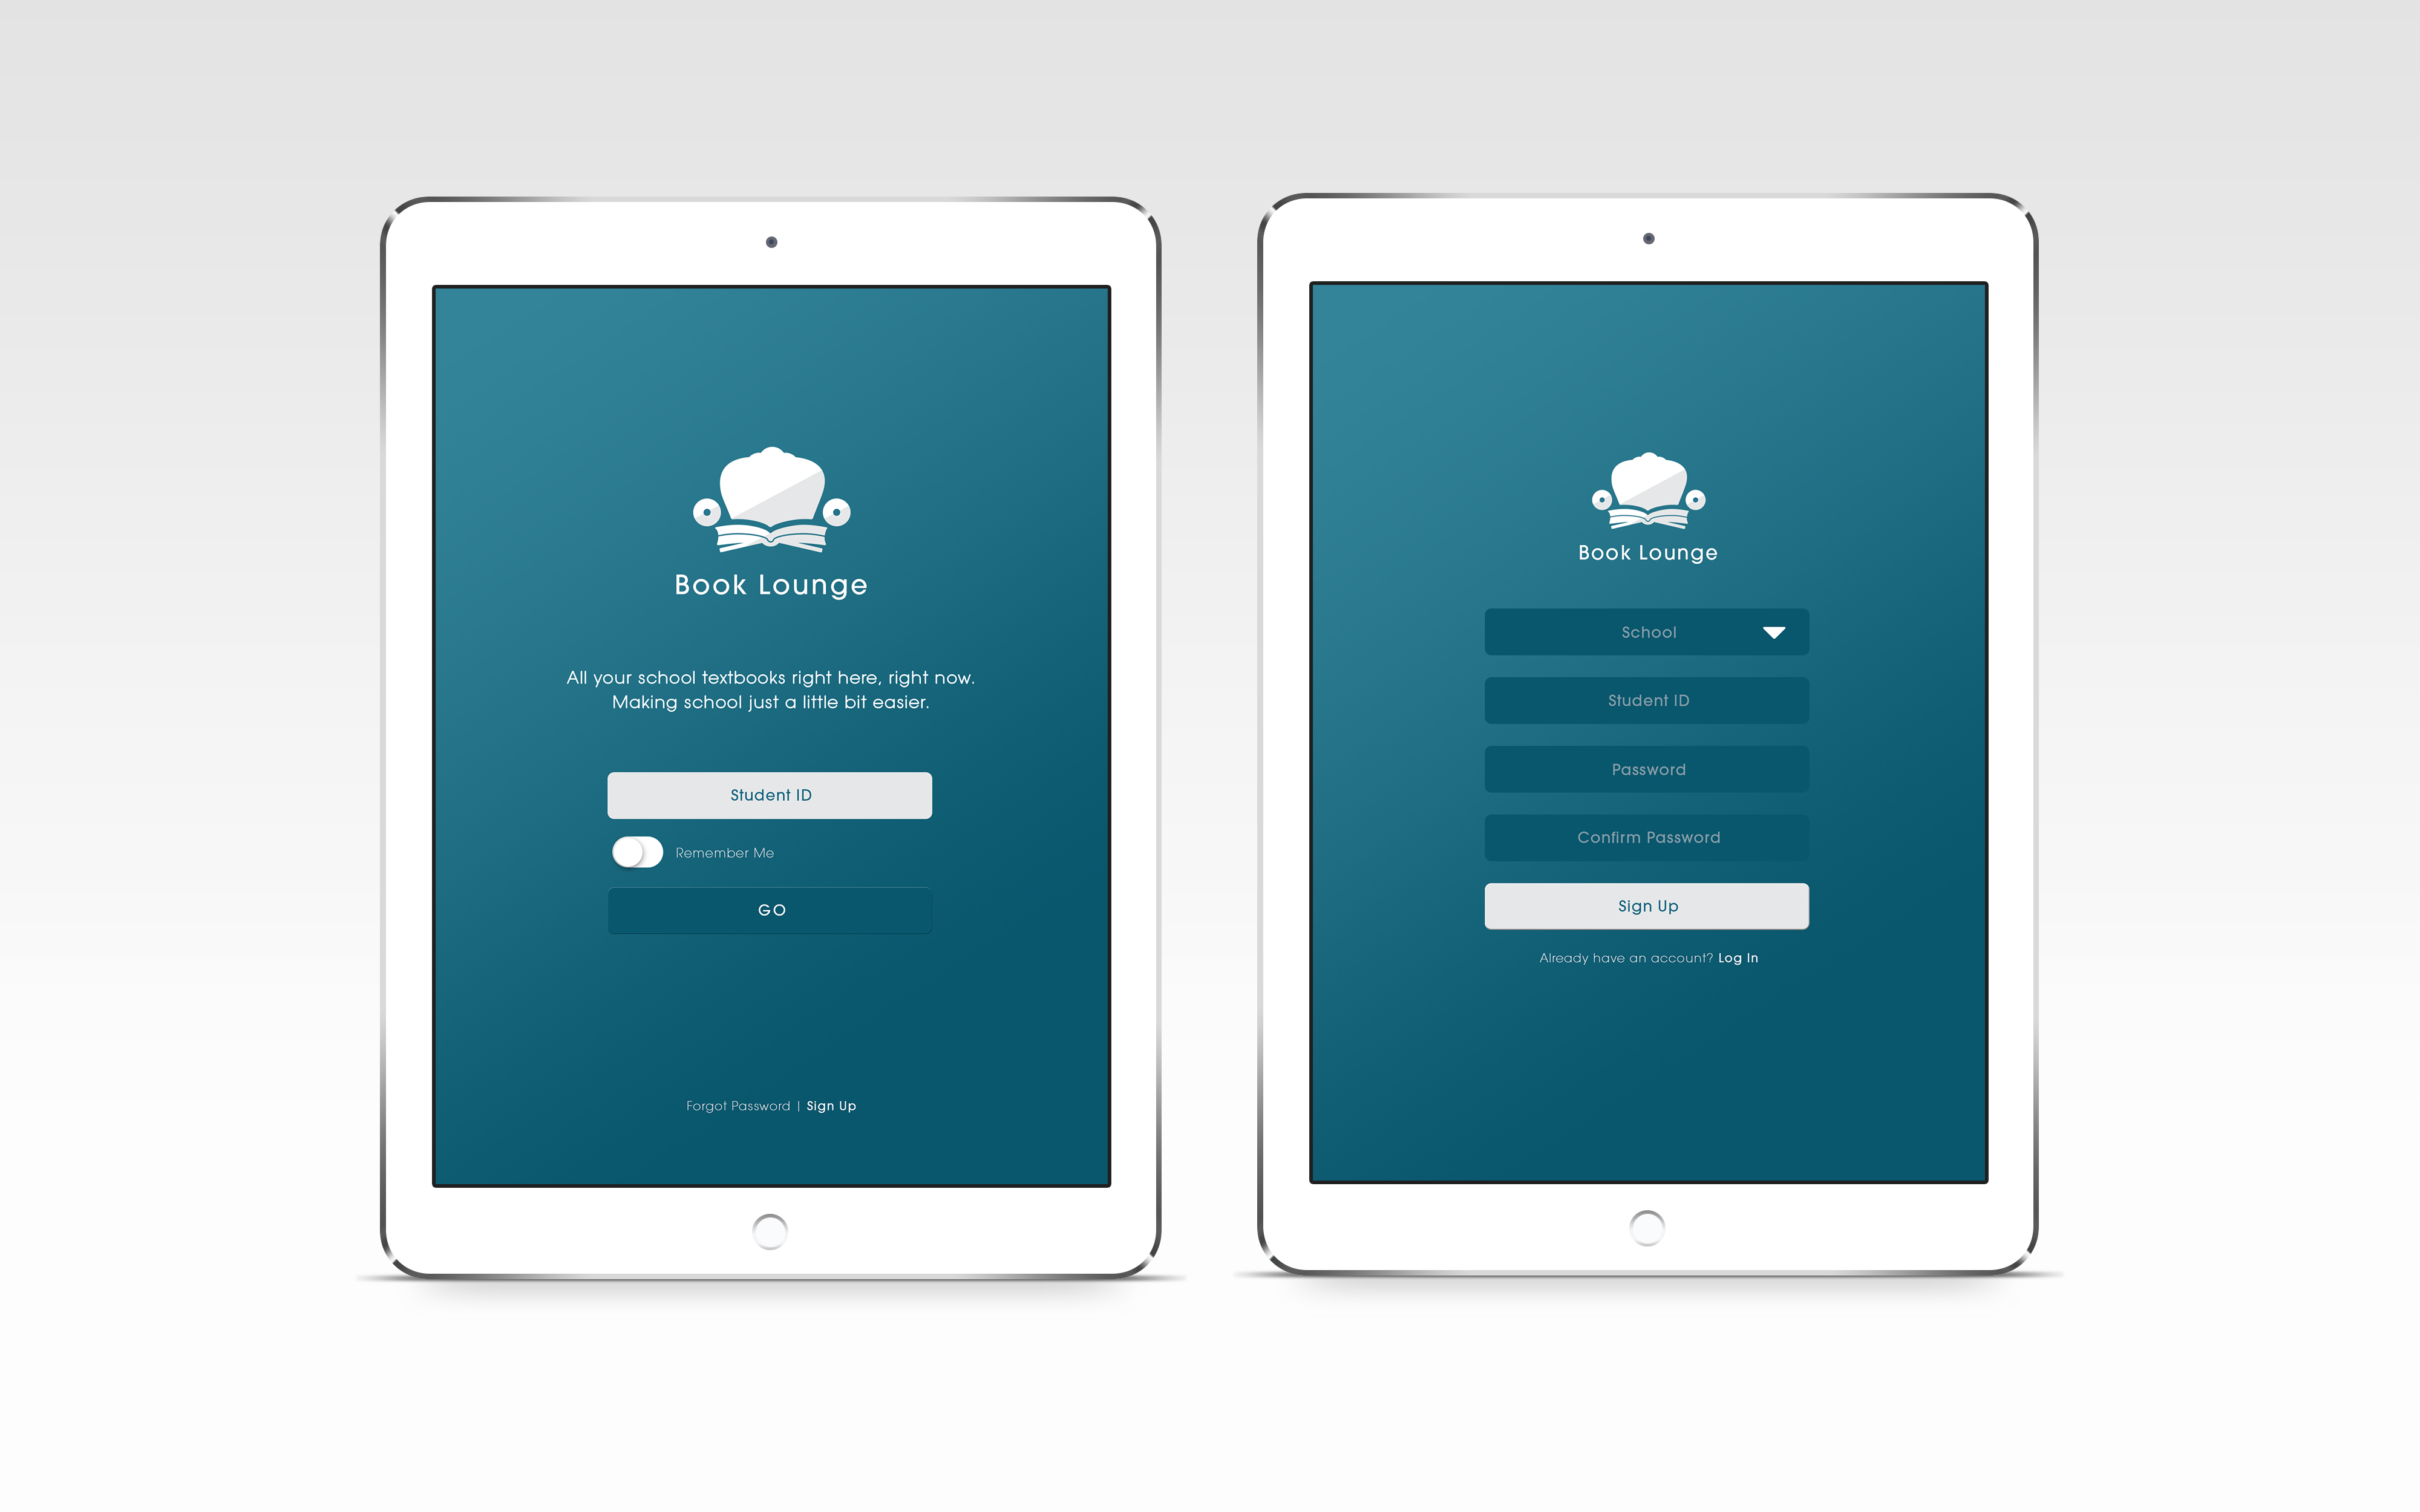 Book Lounge
All your school textbooks right here, right now.
Making school just a little bit easier.
Student ID
Remember Me
GO
Forgot Password | Sign Up
Book Lounge
School
Student ID
Password
Confirm Password
Sign Up
Already have an account? Log In